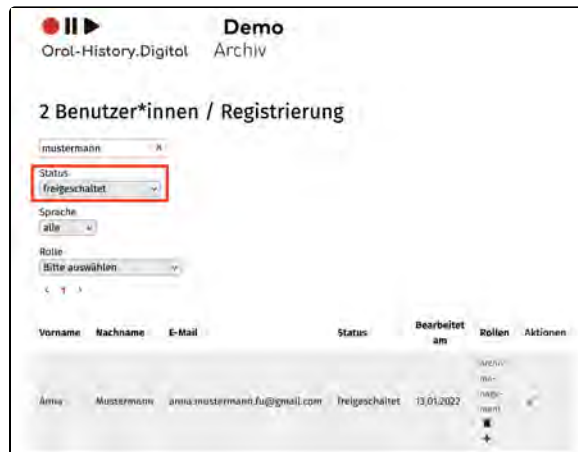 Demo
Oral-History.Digital Archiv
2 Benutzer*innen / Registrierung
mustermann x
Status
freigeschaltet
Sprache
alle
Rolle
Bitte auswählen
< 1 >
Vorname Nachname E-Mail Status Bearbeitet am Rollen Aktionen
Anna Mustermann anna.mustermann.fu@gmail.com freigeschaltet 13.01.2022